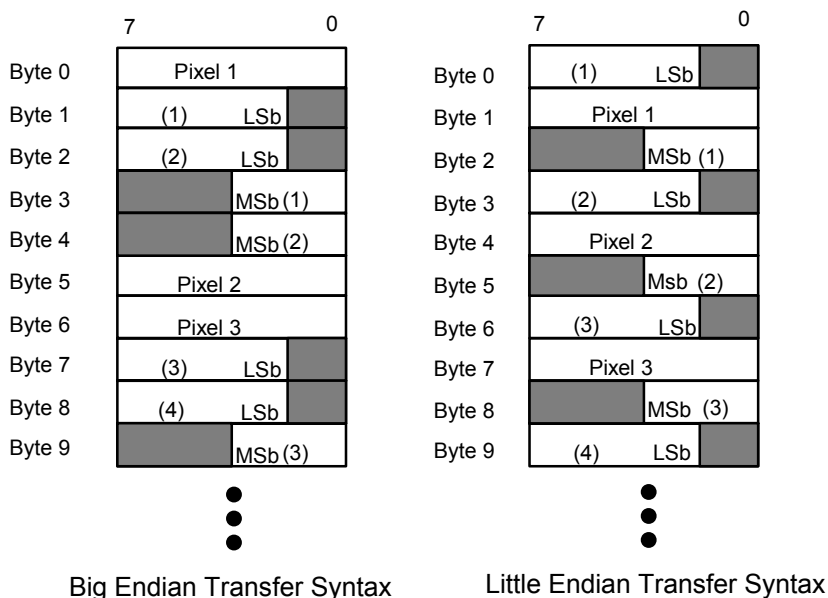 7 0
Byte 0 Pixel 1
Byte 1 (1) LSb
Byte 2 (2) LSb
Byte 3 MSb (1)
Byte 4 MSb (2)
Byte 5 Pixel 2
Byte 6 Pixel 3
Byte 7 (3) LSb
Byte 8 (4) LSb
Byte 9 MSb (3)
Big Endian Transfer Syntax
7 0
Byte 0 (1) LSb
Byte 1 Pixel 1
Byte 2 MSb (1)
Byte 3 (2) LSb
Byte 4 Pixel 2
Byte 5 Msb (2)
Byte 6 (3) LSb
Byte 7 Pixel 3
Byte 8 MSb (3)
Byte 9 (4) LSb
Little Endian Transfer Syntax